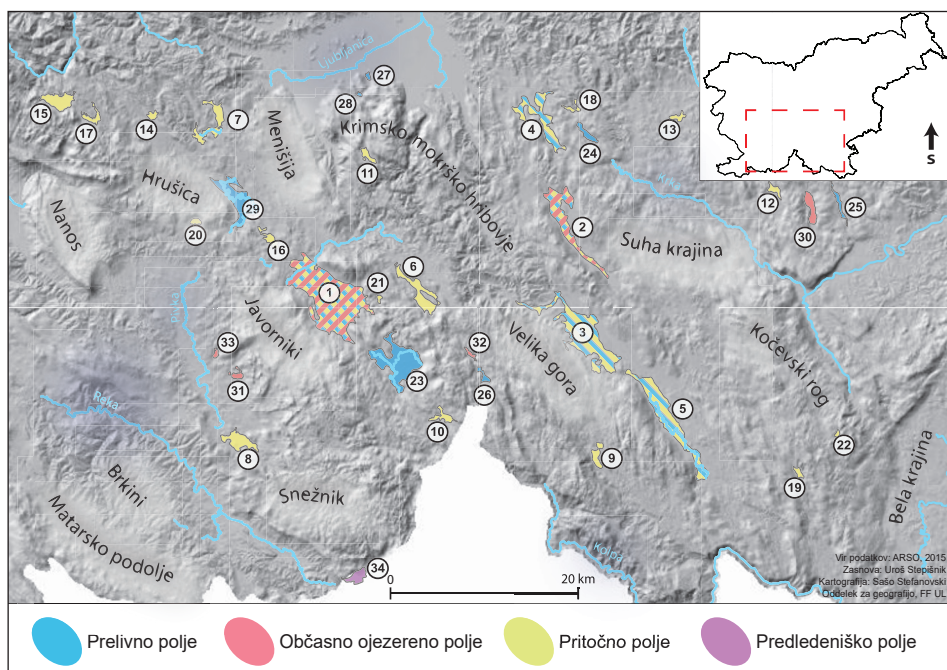 Ljubljanica
27
28
15
17
14
7
Menišija
Krimsko mokrško hribovje
11
4
18
24
13
S
Krka
Hrušica
Nanos
29
20
16
2
Suha krajina
12
30
25
1
21
6
Pivka
Javorniki
33
31
23
32
26
Velika gora
3
Kočevski rog
5
Reka
8
10
9
22
19
Bela krajina
Brkini
Snežnik
Matarsko podolje
34
Kolpa
0
20 km
Vir podatkov: ARSO, 2015
Zasnova: Uroš Stepišnik
Kartografija: Sašo Stefanovski
Oddelek za geografijo, FF UL
Prelivno polje
Občasno ojezereno polje
Pritočno polje
Predledeniško polje